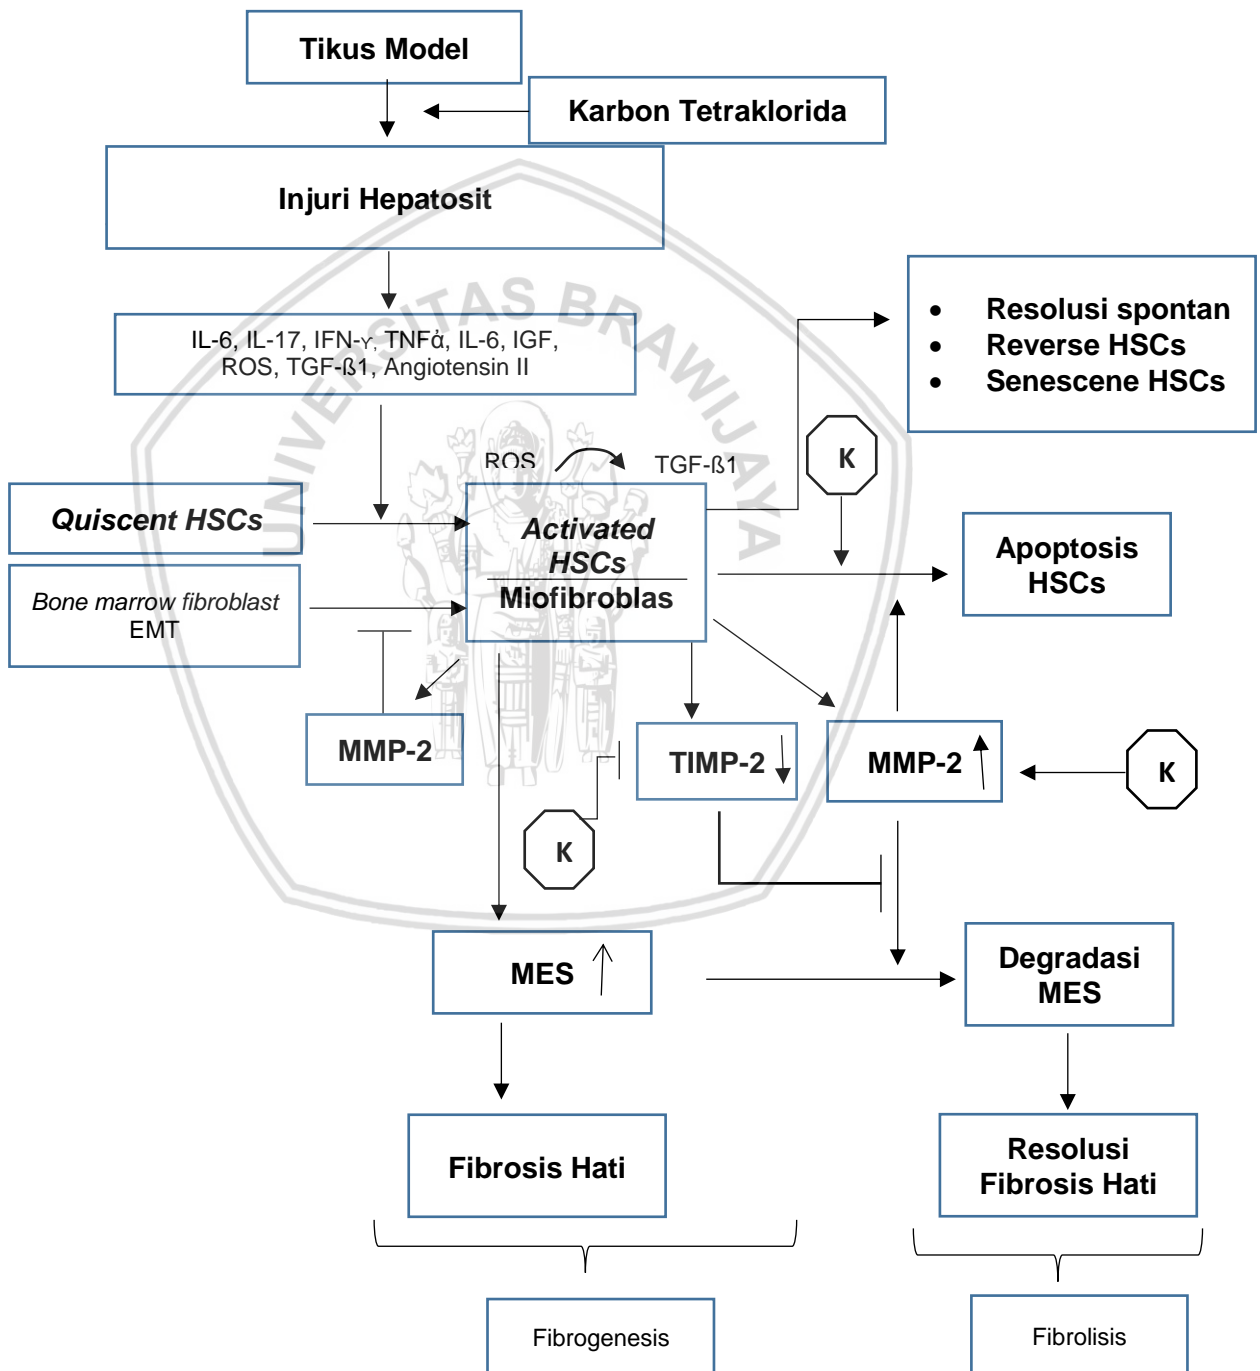 Tikus Model
Karbon Tetraklorida
Injuri Hepatosit
UNIVERSITAS BRAWIJAYA
IL-6, IL-17, IFN-ɤ, TNFἀ, IL-6, IGF,
ROS, TGF-ß1, Angiotensin II
• Resolusi spontan
• Reverse HSCs
• Senescene HSCs
K
ROS
TGF-ß1
Quiscent HSCs
Activated
HSCs
Miofibroblas
Apoptosis
HSCs
Bone marrow fibroblast
EMT
MMP-2
TIMP-2
MMP-2
K
K
MES
Degradasi
MES
Fibrosis Hati
Resolusi
Fibrosis Hati
Fibrogenesis
Fibrolisis